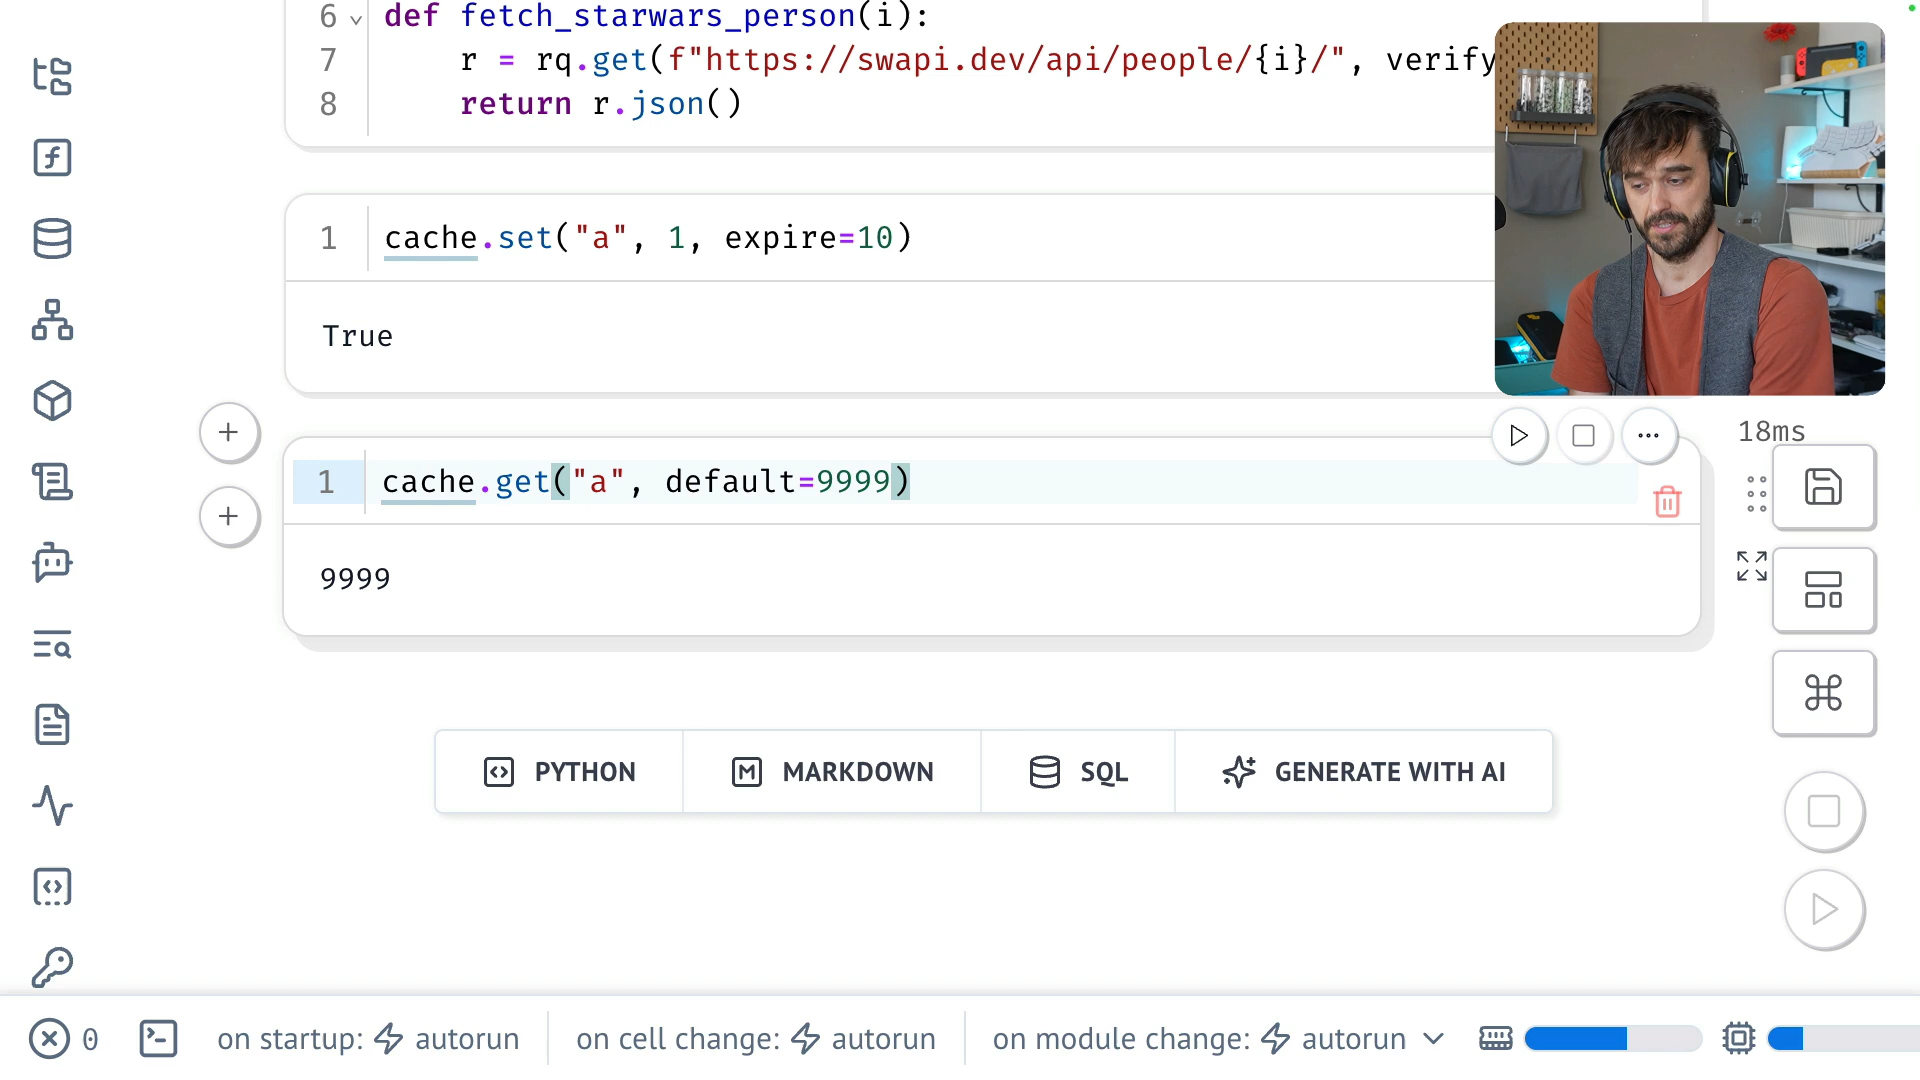 6 def fetch_starwars_person(i):
7 r = rq.get(f"https://swapi.dev/api/people/{i}/", verify
8 return r.json()
1 cache.set("a", 1, expire=10)
True
18ms
1 cache.get("a", default=9999)
9999
PYTHON MARKDOWN SQL GENERATE WITH AI
0 on startup: autorun on cell change: autorun on module change: autorun